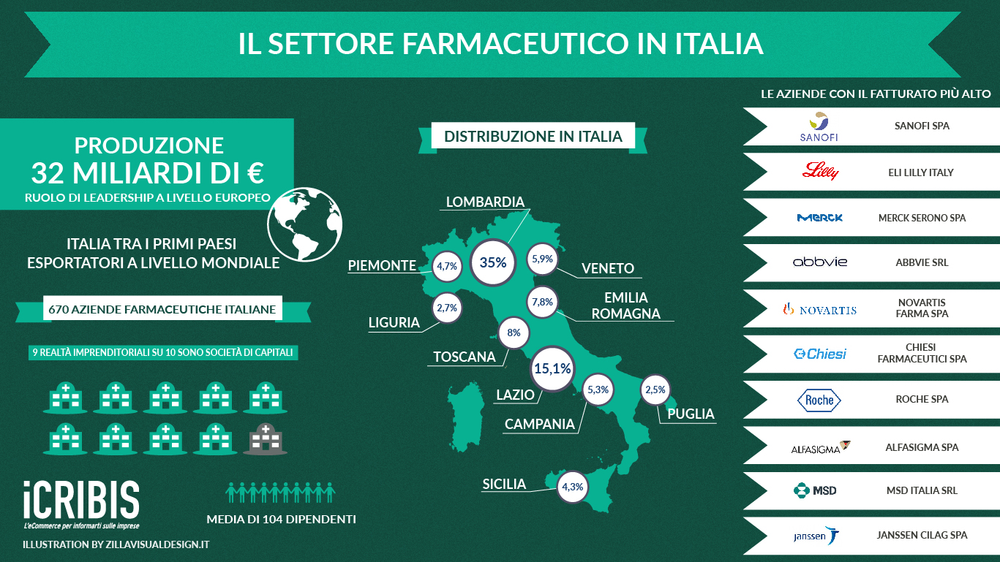 IL SETTORE FARMACEUTICO IN ITALIA
PRODUZIONE
32 MILIARDI DI €
RUOLO DI LEADERSHIP A LIVELLO EUROPEO
ITALIA TRA I PRIMI PAESI
ESPORTATORI A LIVELLO MONDIALE
670 AZIENDE FARMACEUTICHE ITALIANE
9 REALTÀ IMPRENDITORIALI SU 10 SONO SOCIETÀ DI CAPITALI
MEDIA DI 104 DIPENDENTI
iCRIBIS
L'eCommerce per informarti sulle imprese
ILLUSTRATION BY ZILLAVISUALDESIGN.IT
DISTRIBUZIONE IN ITALIA
LOMBARDIA
35%
PIEMONTE
4,7%
5,9%
VENETO
LIGURIA
2,7%
7,8%
EMILIA
ROMAGNA
TOSCANA
8%
LAZIO
15,1%
CAMPANIA
5,3%
2,5%
PUGLIA
SICILIA
4,3%
LE AZIENDE CON IL FATTURATO PIÙ ALTO
SANOFI
SANOFI SPA
Lilly
ELI LILLY ITALY
MERCK
MERCK SERONO SPA
abbvie
ABBVIE SRL
NOVARTIS
NOVARTIS
FARMA SPA
Chiesi
CHIESI
FARMACEUTICI SPA
Roche
ROCHE SPA
ALFASIGMA
ALFASIGMA SPA
MSD
MSD ITALIA SRL
janssen
JANSSEN CILAG SPA